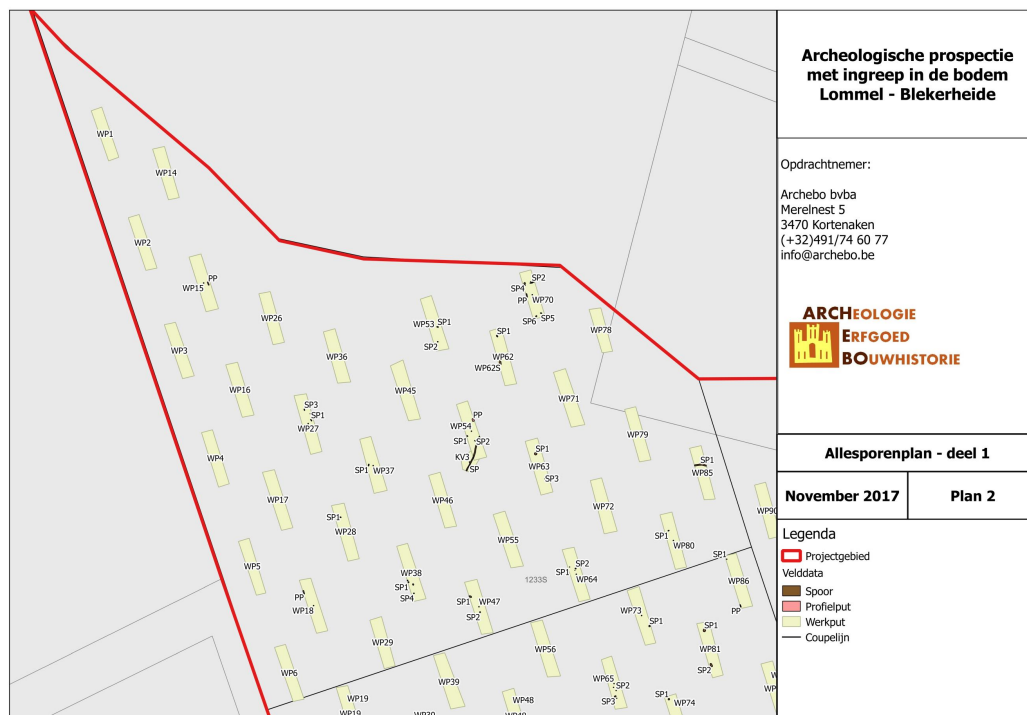 Archeologische prospectie
met ingreep in de bodem
Lommel - Blekerheide
Opdrachtnemer:
Archebo bvba
Merelnest 5
3470 Kortenaken
(+32)491/74 60 77
info@archebo.be
ARCHEOLOGIE
ERFGOED
BOUWHISTORIE
Allesporenplan - deel 1
November 2017
Plan 2
Legenda
Projectgebied
Velddata
Spoor
Profielput
Werkput
Coupelijn
WP1
WP14
WP2
PP
WP15
WP26
WP3
WP36
WP16
SP3
SP1
WP27
WP4
WP17
SP1
WP28
WP5
PP
WP18
WP6
WP29
WP19
WP19
WP53
SP1
SP2
WP45
SP1
WP37
WP46
WP38
SP1
SP4
SP1
WP47
SP2
WP39
WP30
SP2
SP4
PP
WP70
SP6
SP5
SP1
WP62
WP62S
WP78
WP71
PP
WP54
SP1
SP2
KV3
SP
SP1
WP63
SP3
WP79
SP1
WP85
WP72
WP90
WP55
SP1
WP80
SP2
SP1
WP64
1233S
SP1
WP86
PP
WP73
SP1
WP56
SP1
WP81
SP2
WP65
SP2
SP3
SP1
WP74
WP48
WP48